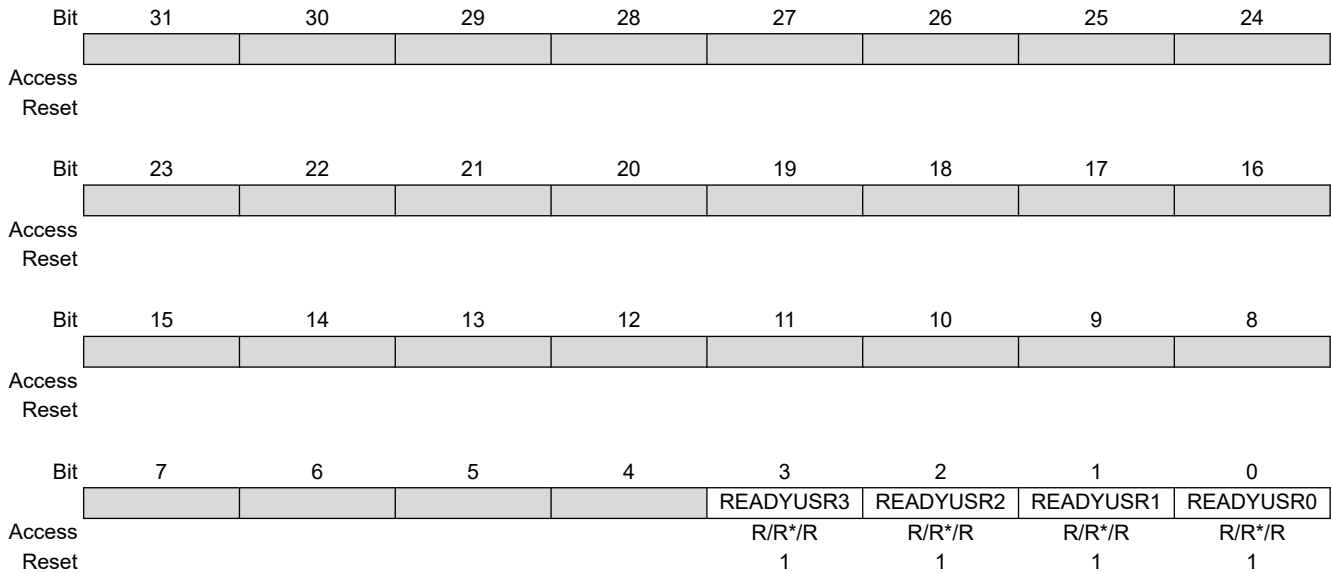 Bit 31 30 29 28 27 26 25 24
Access
Reset
Bit 23 22 21 20 19 18 17 16
Access
Reset
Bit 15 14 13 12 11 10 9 8
Access
Reset
Bit 7 6 5 4 3 2 1 0
READYUSR3 READYUSR2 READYUSR1 READYUSR0
Access R/R*/R R/R*/R R/R*/R R/R*/R
Reset 1 1 1 1